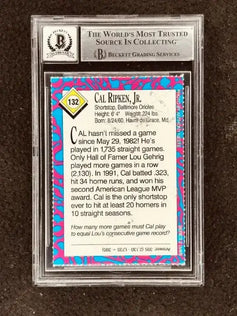 THE WORLD'S MOST TRUSTED
SOURCE IN COLLECTING™
BECKETT GRADING SERVICES
132
CAL RIPKEN, JR.
Shortstop, Baltimore Orioles
Height: 6' 4" Weight: 224 lbs
Born: 8/24/60, Havre de Grace, Md.
CAL hasn't missed a game
since May 29, 1982! He's
played in 1,735 straight games.
Only Hall of Famer Lou Gehrig
played more games in a row
(2,130). In 1991, Cal batted .323,
hit 34 home runs, and won his
second American League MVP
award. Cal is the only shortstop
ever to hit at least 20 homers in
10 straight seasons.
How many more games must Cal play
to equal Lou's consecutive game record?